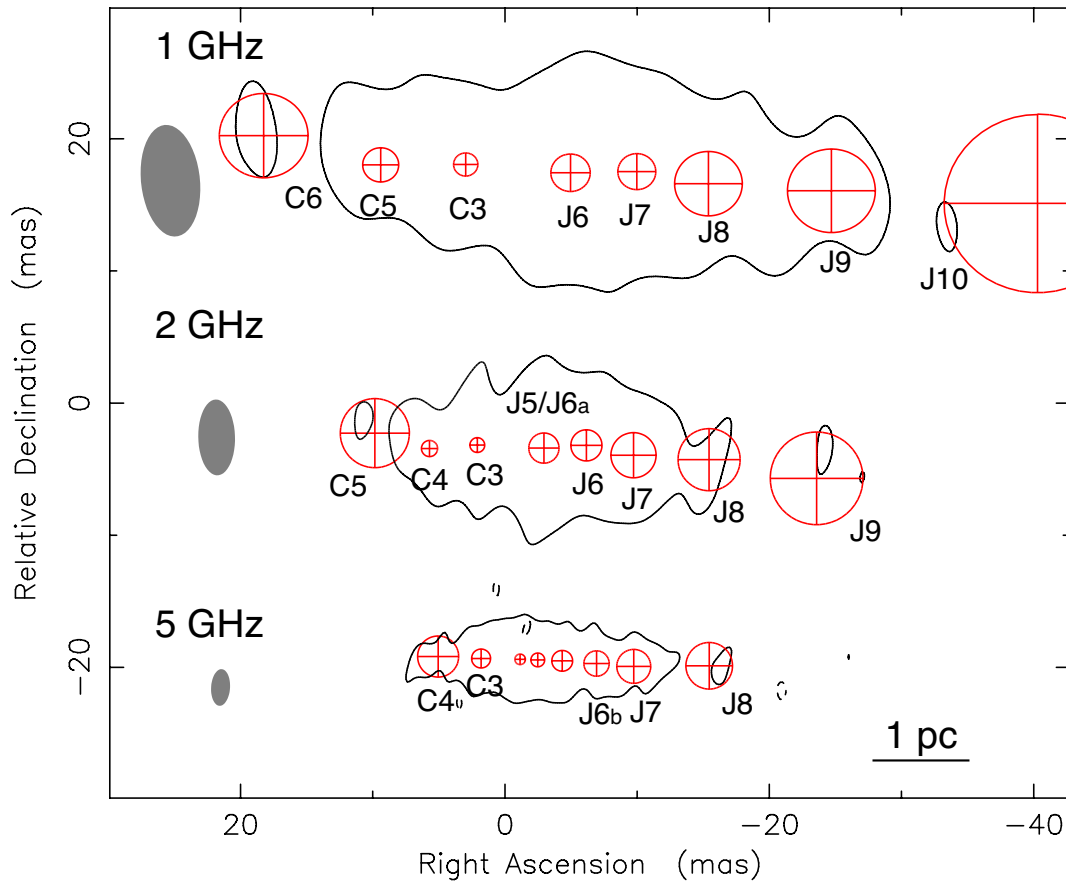 1 GHz
20
C6
C5
C3
J6
J7
J8
J9
J10
2 GHz
0
J5/J6a
C5
C4
C3
J6
J7
J8
J9
5 GHz
−20
C4
C3
J6b
J7
J8
1 pc
20
0
−20
−40
Right Ascension (mas)
Relative Declination (mas)